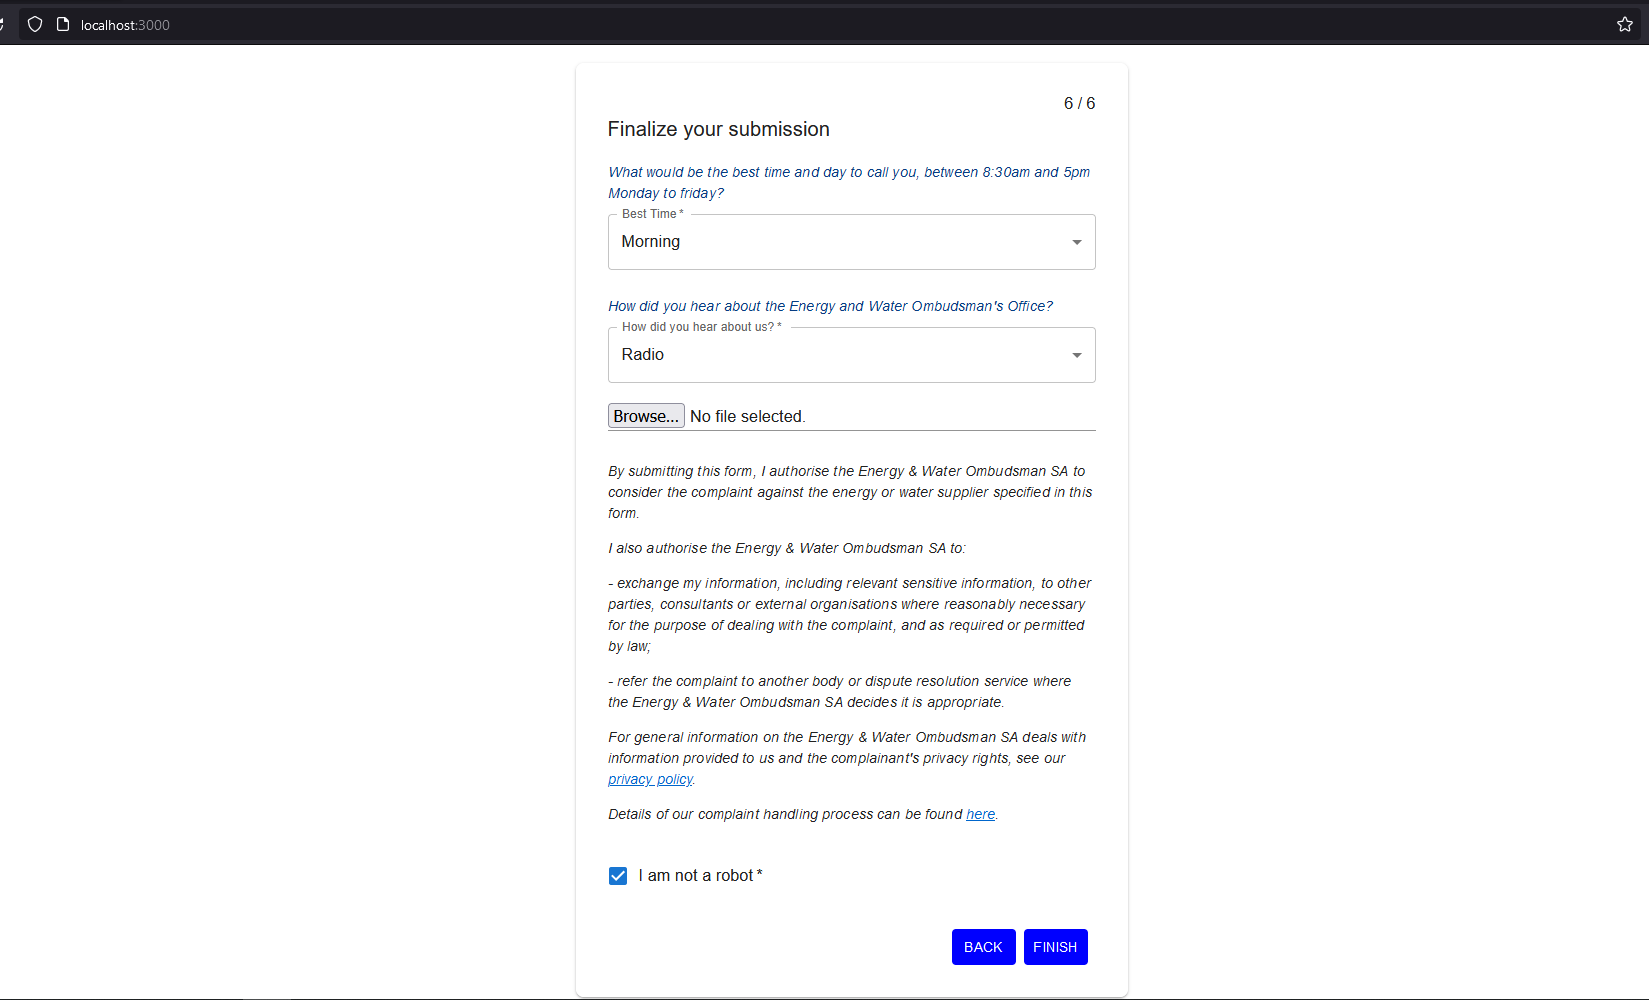 localhost:3000
6 / 6
Finalize your submission
What would be the best time and day to call you, between 8:30am and 5pm
Monday to friday?
Best Time *
Morning
How did you hear about the Energy and Water Ombudsman's Office?
How did you hear about us? *
Radio
Browse... No file selected.
By submitting this form, I authorise the Energy & Water Ombudsman SA to
consider the complaint against the energy or water supplier specified in this
form.
I also authorise the Energy & Water Ombudsman SA to:
- exchange my information, including relevant sensitive information, to other
parties, consultants or external organisations where reasonably necessary
for the purpose of dealing with the complaint, and as required or permitted
by law;
- refer the complaint to another body or dispute resolution service where
the Energy & Water Ombudsman SA decides it is appropriate.
For general information on the Energy & Water Ombudsman SA deals with
information provided to us and the complainant's privacy rights, see our
privacy policy.
Details of our complaint handling process can be found here.
I am not a robot *
BACK FINISH